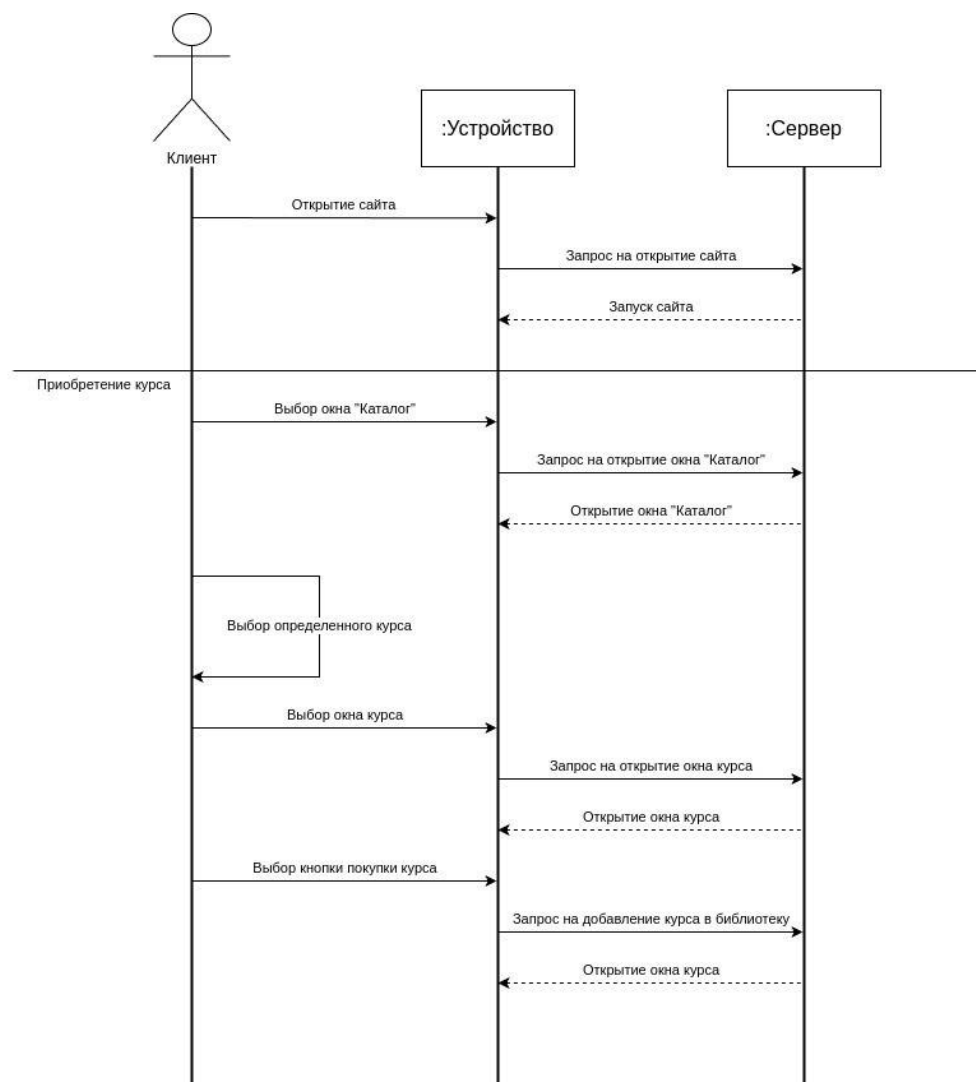 :Устройство
:Сервер
Клиент
Открытие сайта
Запрос на открытие сайта
Запуск сайта
Приобретение курса
Выбор окна "Каталог"
Запрос на открытие окна "Каталог"
Открытие окна "Каталог"
Выбор определенного курса
Выбор окна курса
Запрос на открытие окна курса
Открытие окна курса
Выбор кнопки покупки курса
Запрос на добавление курса в библиотеку
Открытие окна курса